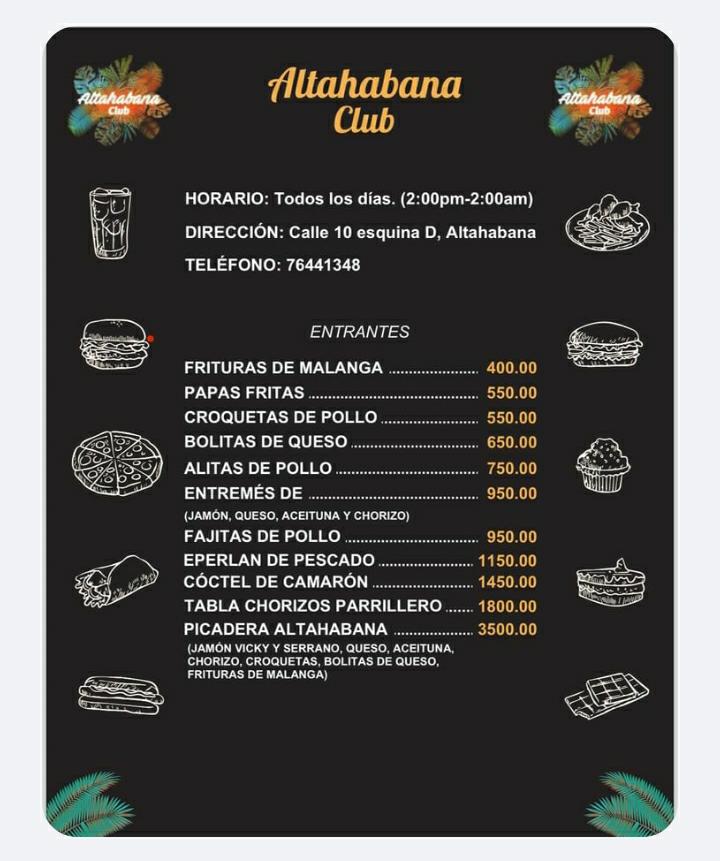 Altahabana
Club
Altahabana
Club
Altahabana
Club
HORARIO: Todos los días. (2:00pm-2:00am)
DIRECCIÓN: Calle 10 esquina D, Altahabana
TELÉFONO: 76441348
ENTRANTES
FRITURAS DE MALANGA ........ 400.00
PAPAS FRITAS ........ 550.00
CROQUETAS DE POLLO ........ 550.00
BOLITAS DE QUESO ........ 650.00
ALITAS DE POLLO ........ 750.00
ENTREMÉS DE ........ 950.00
(JAMÓN, QUESO, ACEITUNA Y CHORIZO)
FAJITAS DE POLLO ........ 950.00
EPERLAN DE PESCADO ........ 1150.00
CÓCTEL DE CAMARÓN ........ 1450.00
TABLA CHORIZOS PARRILLERO ...... 1800.00
PICADERA ALTAHABANA ........ 3500.00
(JAMÓN VICKY Y SERRANO, QUESO, ACEITUNA,
CHORIZO, CROQUETAS, BOLITAS DE QUESO,
FRITURAS DE MALANGA)